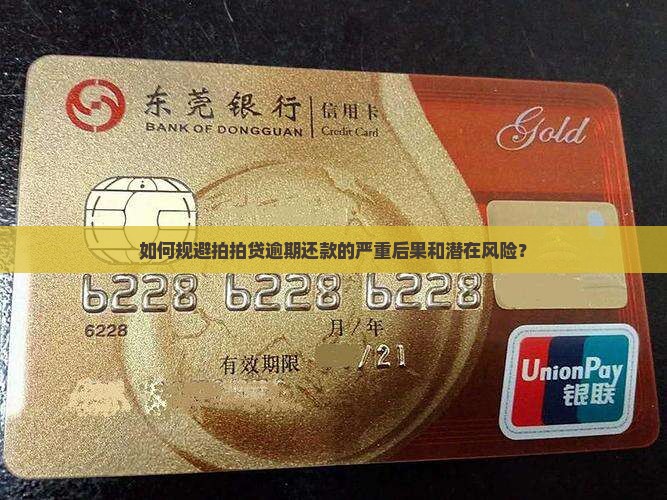 东莞银行 信用卡
BANK OF DONGGUAN Credit Card
Gold
如何规避拍拍贷逾期还款的严重后果和潜在风险？
6228 6228 6228
6228
月/年
有效期限 /21
UnionPay
银联